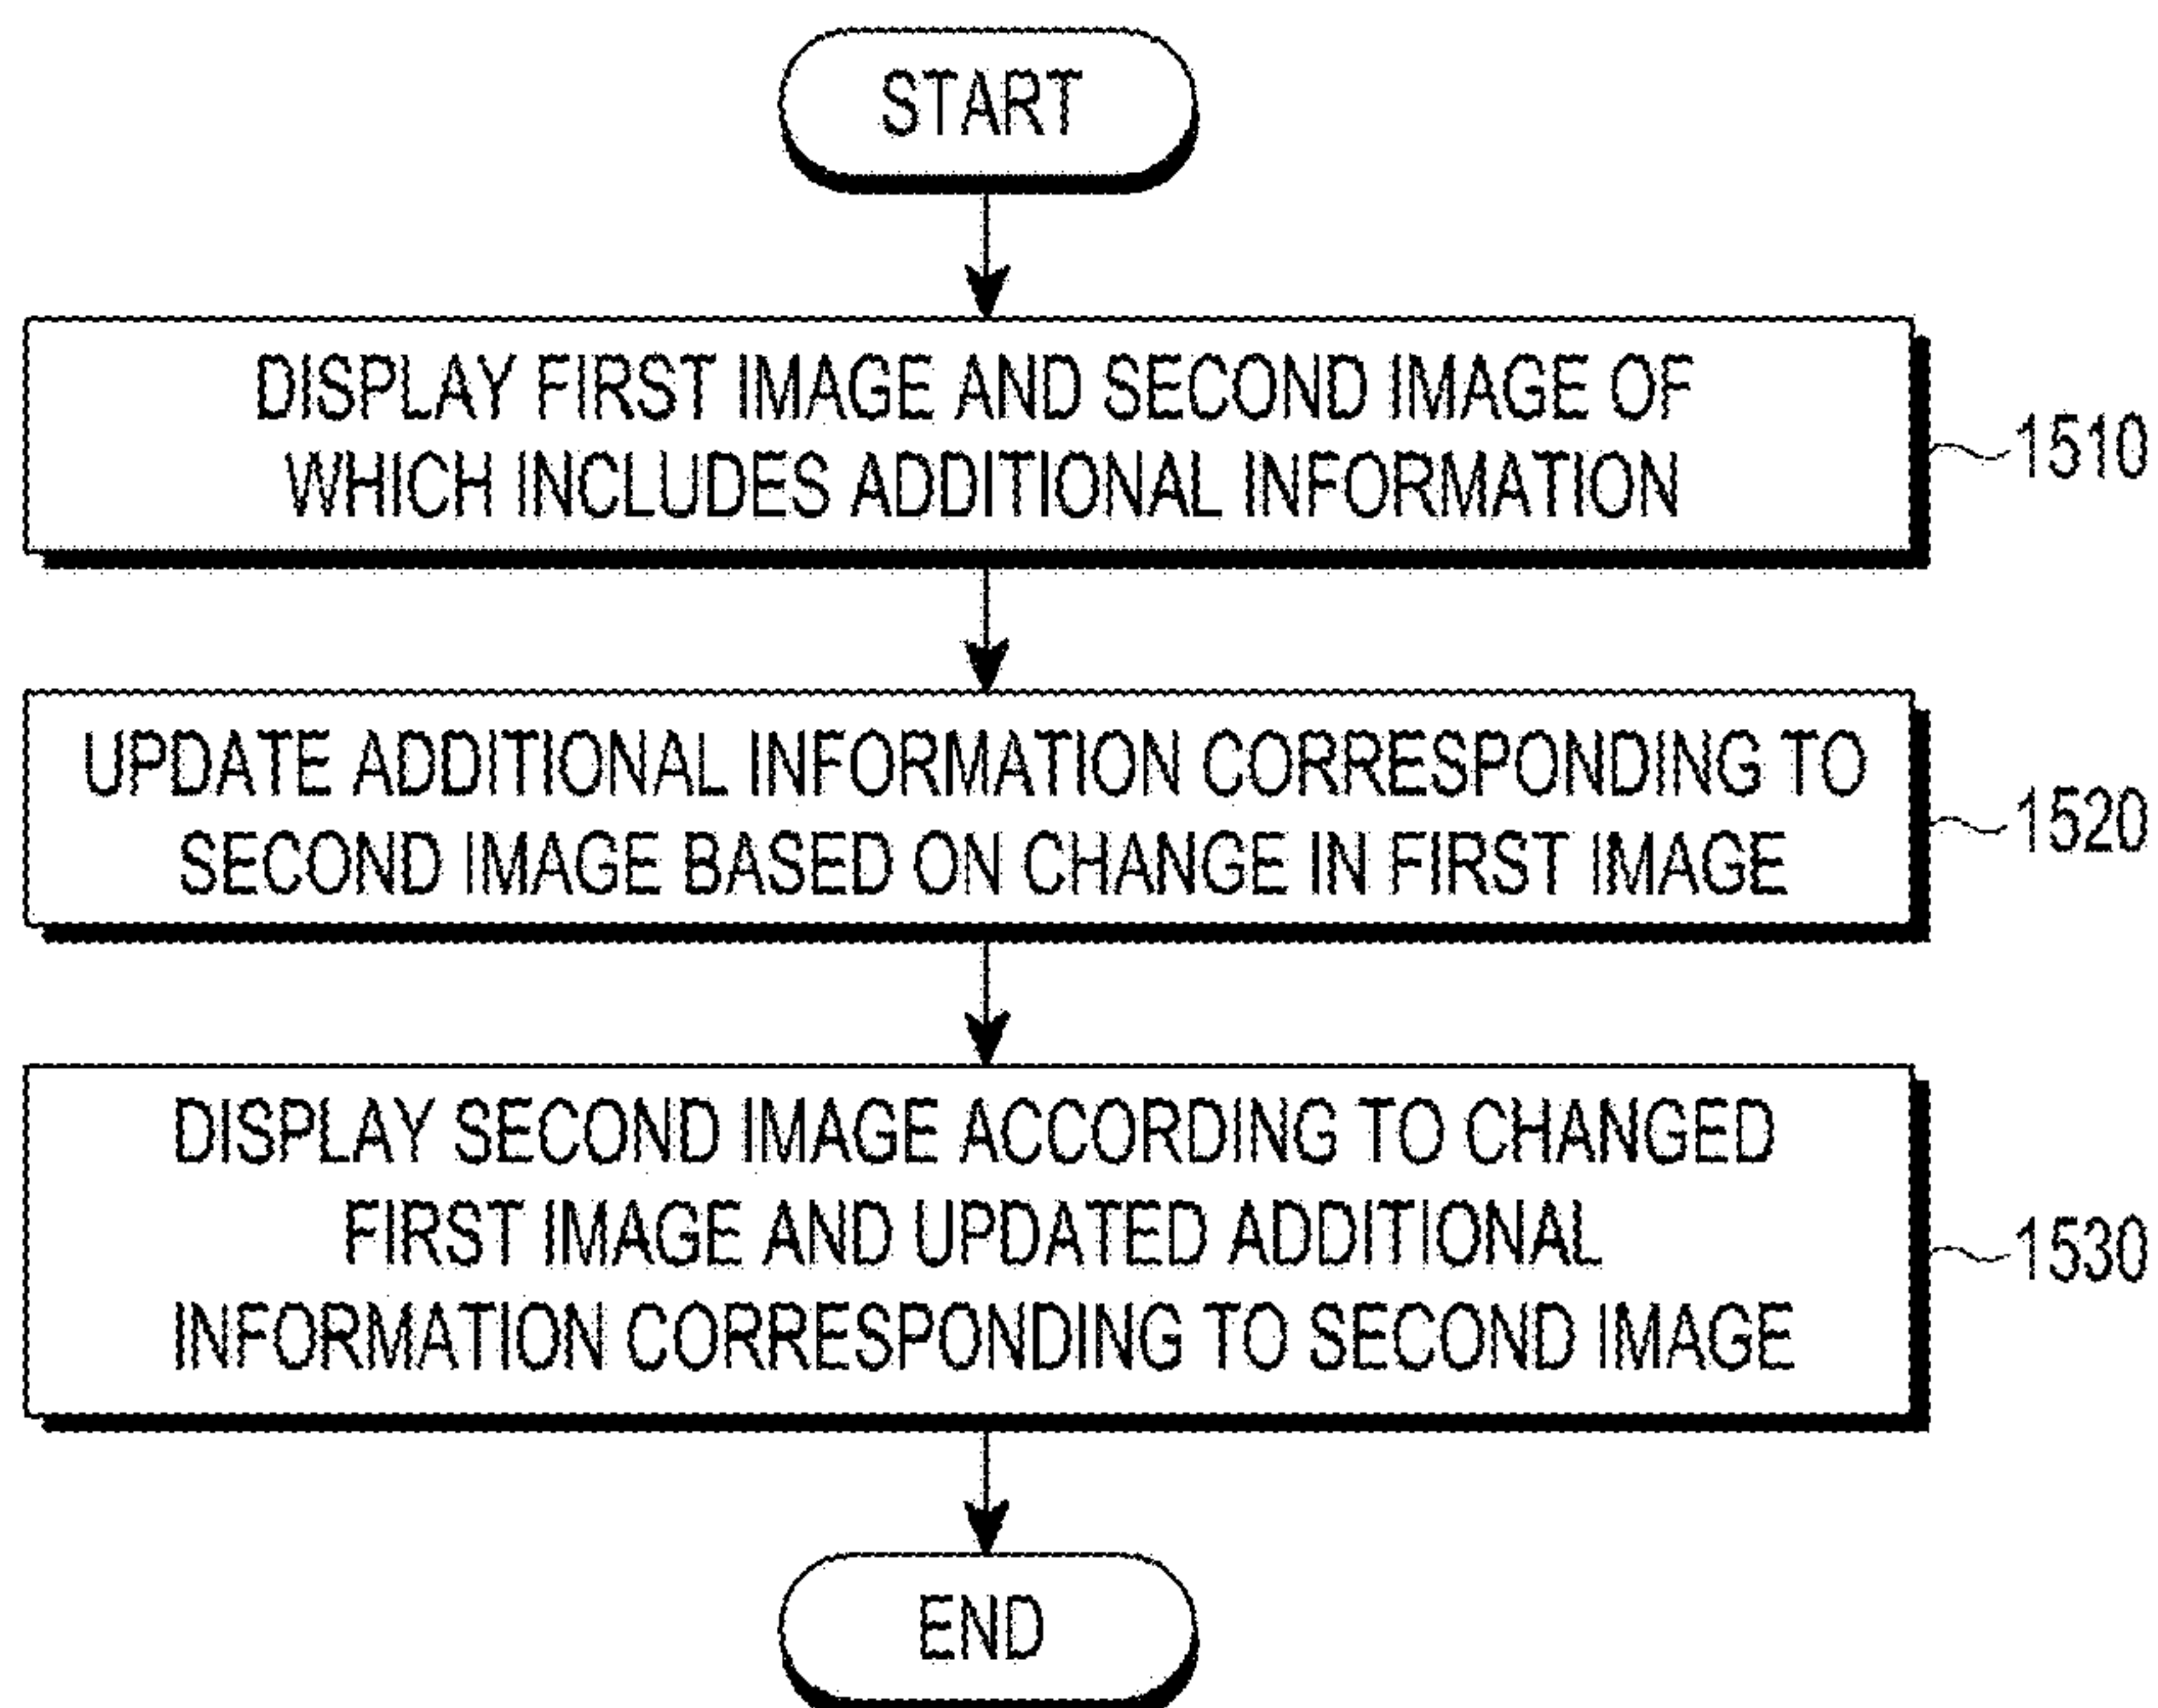 START
DISPLAY FIRST IMAGE AND SECOND IMAGE OF
WHICH INCLUDES ADDITIONAL INFORMATION
1510
UPDATE ADDITIONAL INFORMATION CORRESPONDING TO
SECOND IMAGE BASED ON CHANGE IN FIRST IMAGE
1520
DISPLAY SECOND IMAGE ACCORDING TO CHANGED
FIRST IMAGE AND UPDATED ADDITIONAL
INFORMATION CORRESPONDING TO SECOND IMAGE
1530
END